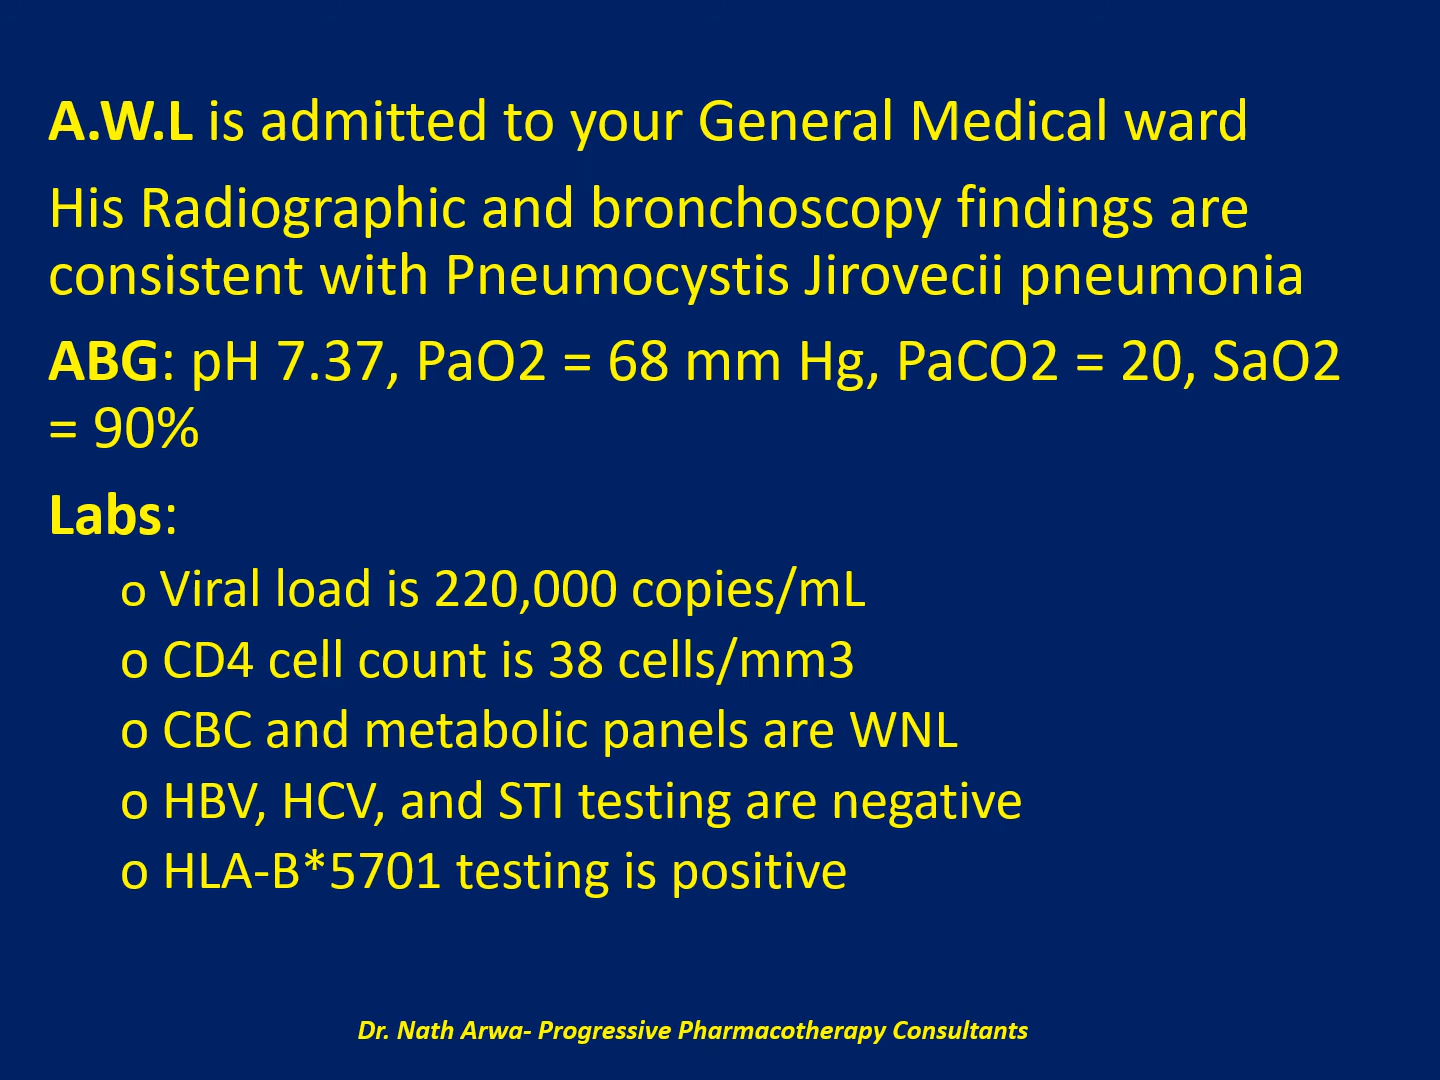 A.W.L is admitted to your General Medical ward
His Radiographic and bronchoscopy findings are
consistent with Pneumocystis Jirovecii pneumonia
ABG: pH 7.37, PaO2 = 68 mm Hg, PaCO2 = 20, SaO2
= 90%
Labs:
o Viral load is 220,000 copies/mL
o CD4 cell count is 38 cells/mm3
o CBC and metabolic panels are WNL
o HBV, HCV, and STI testing are negative
o HLA-B*5701 testing is positive
Dr. Nath Arwa- Progressive Pharmacotherapy Consultants